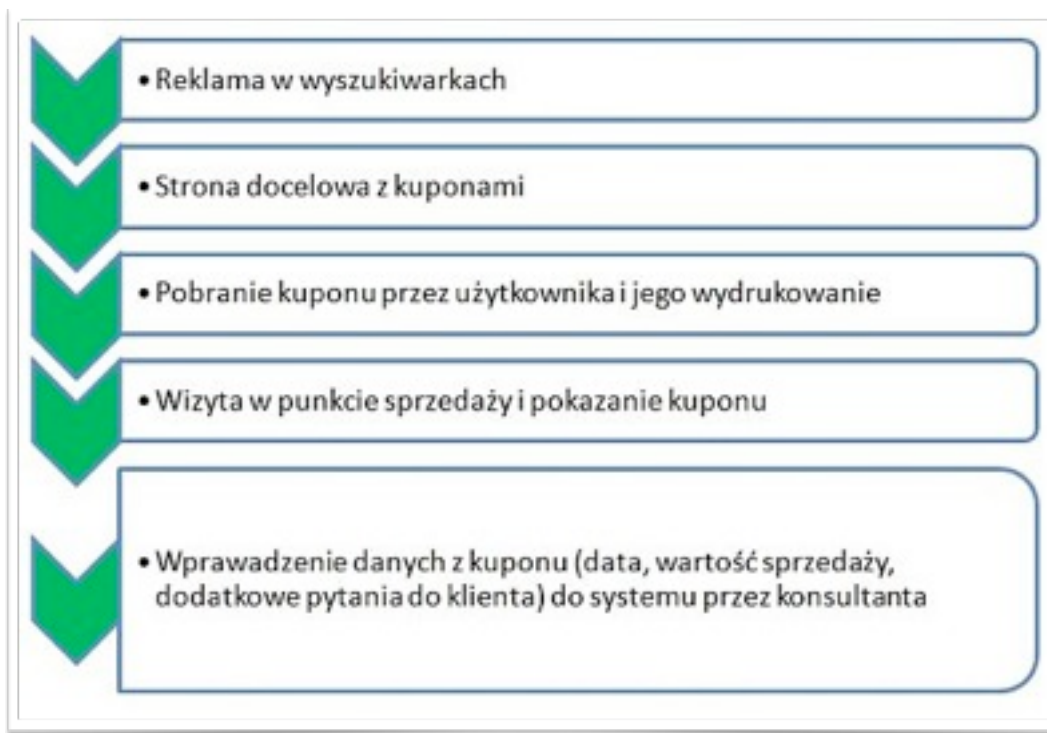 • Reklama w wyszukiwarkach
• Strona docelowa z kuponami
• Pobranie kuponu przez użytkownika i jego wydrukowanie
• Wizyta w punkcie sprzedaży i pokazanie kuponu
• Wprawadzenie danych z kuponu (data, wartość sprzedaży,
dodatkowe pytania do klienta) do systemu przez konsultanta